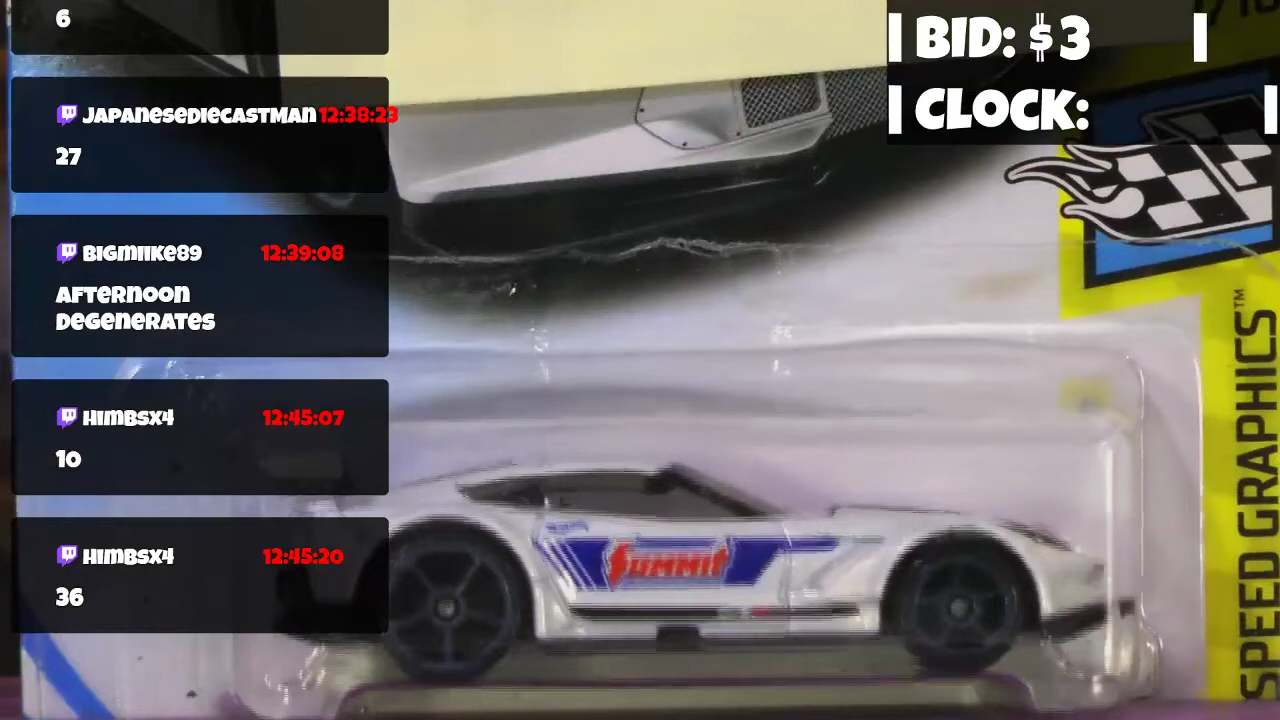 6
JAPANESEDIECASTMAN 12:38:23
27
BIGMIIKE89 12:39:08
AFTERNOON
DEGENERATES
HIMBSX4 12:45:07
10
HIMBSX4 12:45:20
36
| BID: $3 |
| CLOCK: |
SPEED GRAPHICS™
SUMMIT